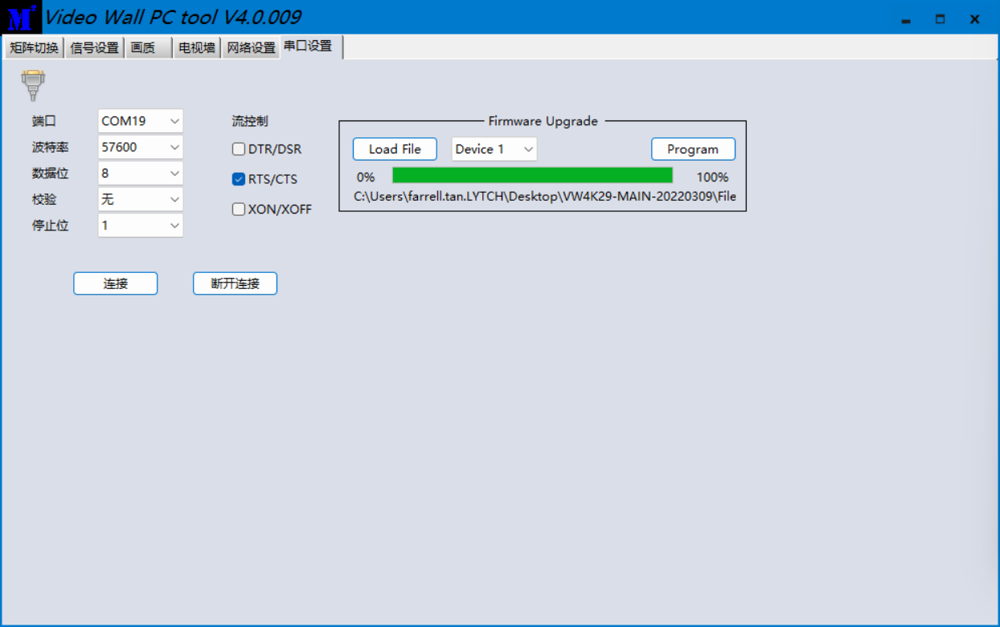 M²
Video Wall PC tool V4.0.009
矩阵切换 信号设置 画质 电视墙 网络设置 串口设置
端口 COM19
波特率 57600
数据位 8
校验 无
停止位 1
流控制
DTR/DSR
RTS/CTS
XON/XOFF
Firmware Upgrade
Load File Device 1 Program
0% 100%
C:\Users\farrell.tan.LYTCH\Desktop\VW4K29-MAIN-20220309\File
连接 断开连接